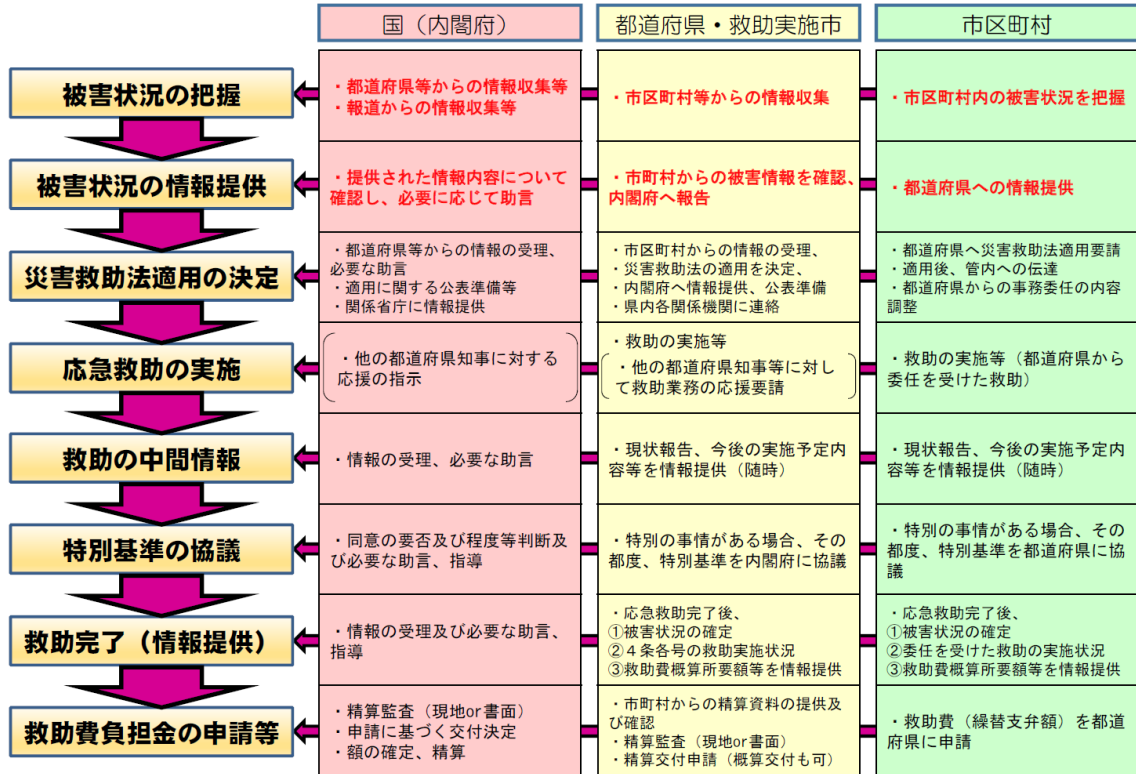 国（内閣府）
都道府県・救助実施市
市区町村
被害状況の把握
・都道府県等からの情報収集等
・報道からの情報収集等
・市区町村等からの情報収集
・市区町村内の被害状況を把握
被害状況の情報提供
・提供された情報内容について
確認し、必要に応じて助言
・市町村からの被害情報を確認、
内閣府へ報告
・都道府県への情報提供
災害救助法適用の決定
・都道府県等からの情報の受理、
必要な助言
・適用に関する公表準備等
・関係省庁に情報提供
・市区町村からの情報の受理、
・災害救助法の適用を決定、
・内閣府へ情報提供、公表準備
・県内各関係機関に連絡
・都道府県へ災害救助法適用要請
・適用後、管内への伝達
・都道府県からの事務委任の内容
調整
応急救助の実施
・他の都道府県知事に対する
応援の指示
・救助の実施等
・他の都道府県知事等に対し
て救助業務の応援要請
・救助の実施等（都道府県から
委任を受けた救助）
救助の中間情報
・情報の受理、必要な助言
・現状報告、今後の実施予定内
容等を情報提供（随時）
・現状報告、今後の実施予定内
容等を情報提供（随時）
特別基準の協議
・同意の要否及び程度等判断及
び必要な助言、指導
・特別の事情がある場合、その
都度、特別基準を内閣府に協議
・特別の事情がある場合、その
都度、特別基準を都道府県に協
議
救助完了（情報提供）
・情報の受理及び必要な助言、
指導
・応急救助完了後、
①被害状況の確定
②４条各号の救助実施状況
③救助費概算所要額等を情報提供
・応急救助完了後、
①被害状況の確定
②委任を受けた救助の実施状況
③救助費概算所要額等を情報提供
救助費負担金の申請等
・精算監査（現地or書面）
・申請に基づく交付決定
・額の確定、精算
・市町村からの精算資料の提供及
び確認
・精算監査（現地or書面）
・精算交付申請（概算交付も可）
・救助費（繰替支弁額）を都道
府県に申請